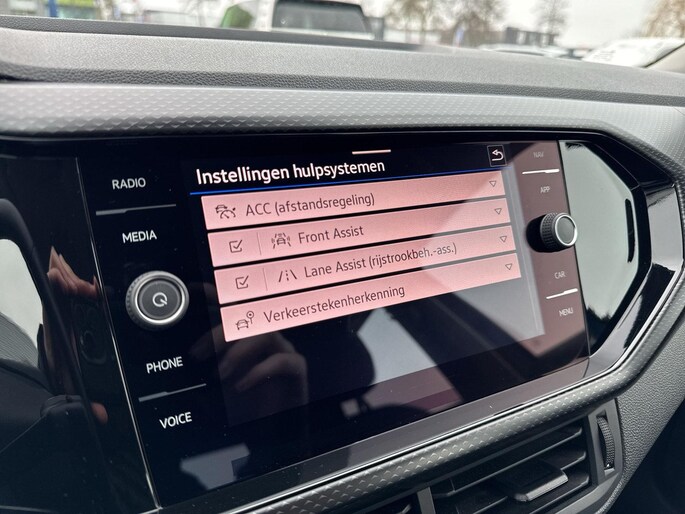 Instellingen hulpsystemen
ACC (afstandsregeling)
Front Assist
Lane Assist (rijstrookbeh.-ass.)
Verkeerstekenherkenning
RADIO
MEDIA
PHONE
VOICE
NAV
APP
CAR
MENU